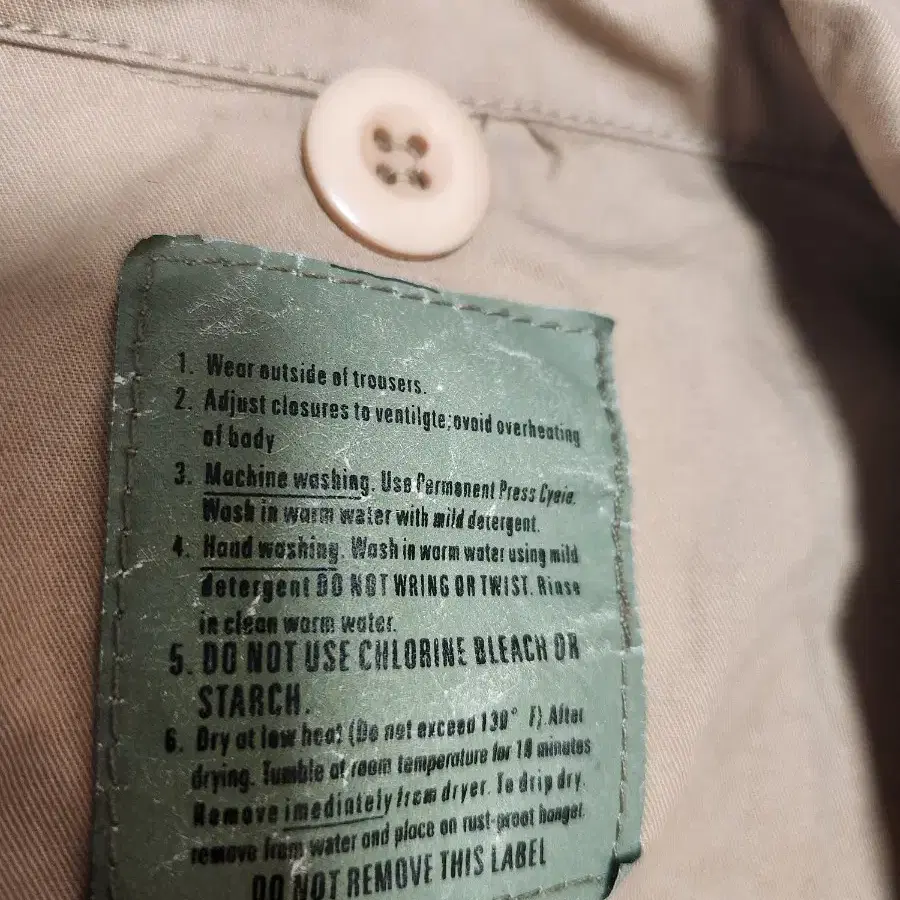 1. Wear outside of trousers.
2. Adjust closures to ventilgte;avoid overheating
of body
3. Machine washing. Use Permanent Press Cycle.
Wash in warm water with mild detergent.
4. Hand washing. Wash in warm water using mild
detergent DO NOT WRING OR TWIST. Rinse
in clean warm water.
5. DO NOT USE CHLORINE BLEACH OR
STARCH.
6. Dry at low heat (Do not exceed 130° F). After
drying. Tumble at room temperature for 10 minutes
Remove imediately from dryer. To drip dry.
remove from water and place on rust-proot hanger
DO NOT REMOVE THIS LABEL